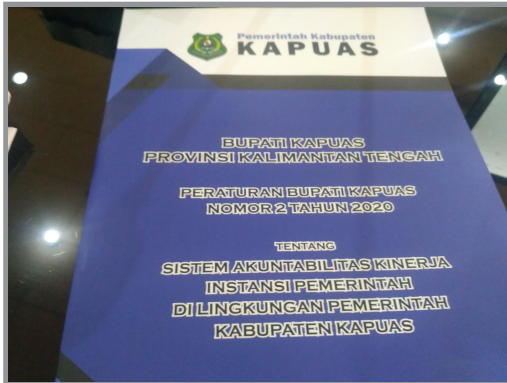 Pemerintah Kabupaten
KAPUAS
BUPATI KAPUAS
PROVINSI KALIMANTAN TENGAH
PERATURAN BUPATI KAPUAS
NOMOR 2 TAHUN 2020
TENTANG
SISTEM AKUNTABILITAS KINERJA
INSTANSI PEMERINTAH
DI LINGKUNGAN PEMERINTAH
KABUPATEN KAPUAS